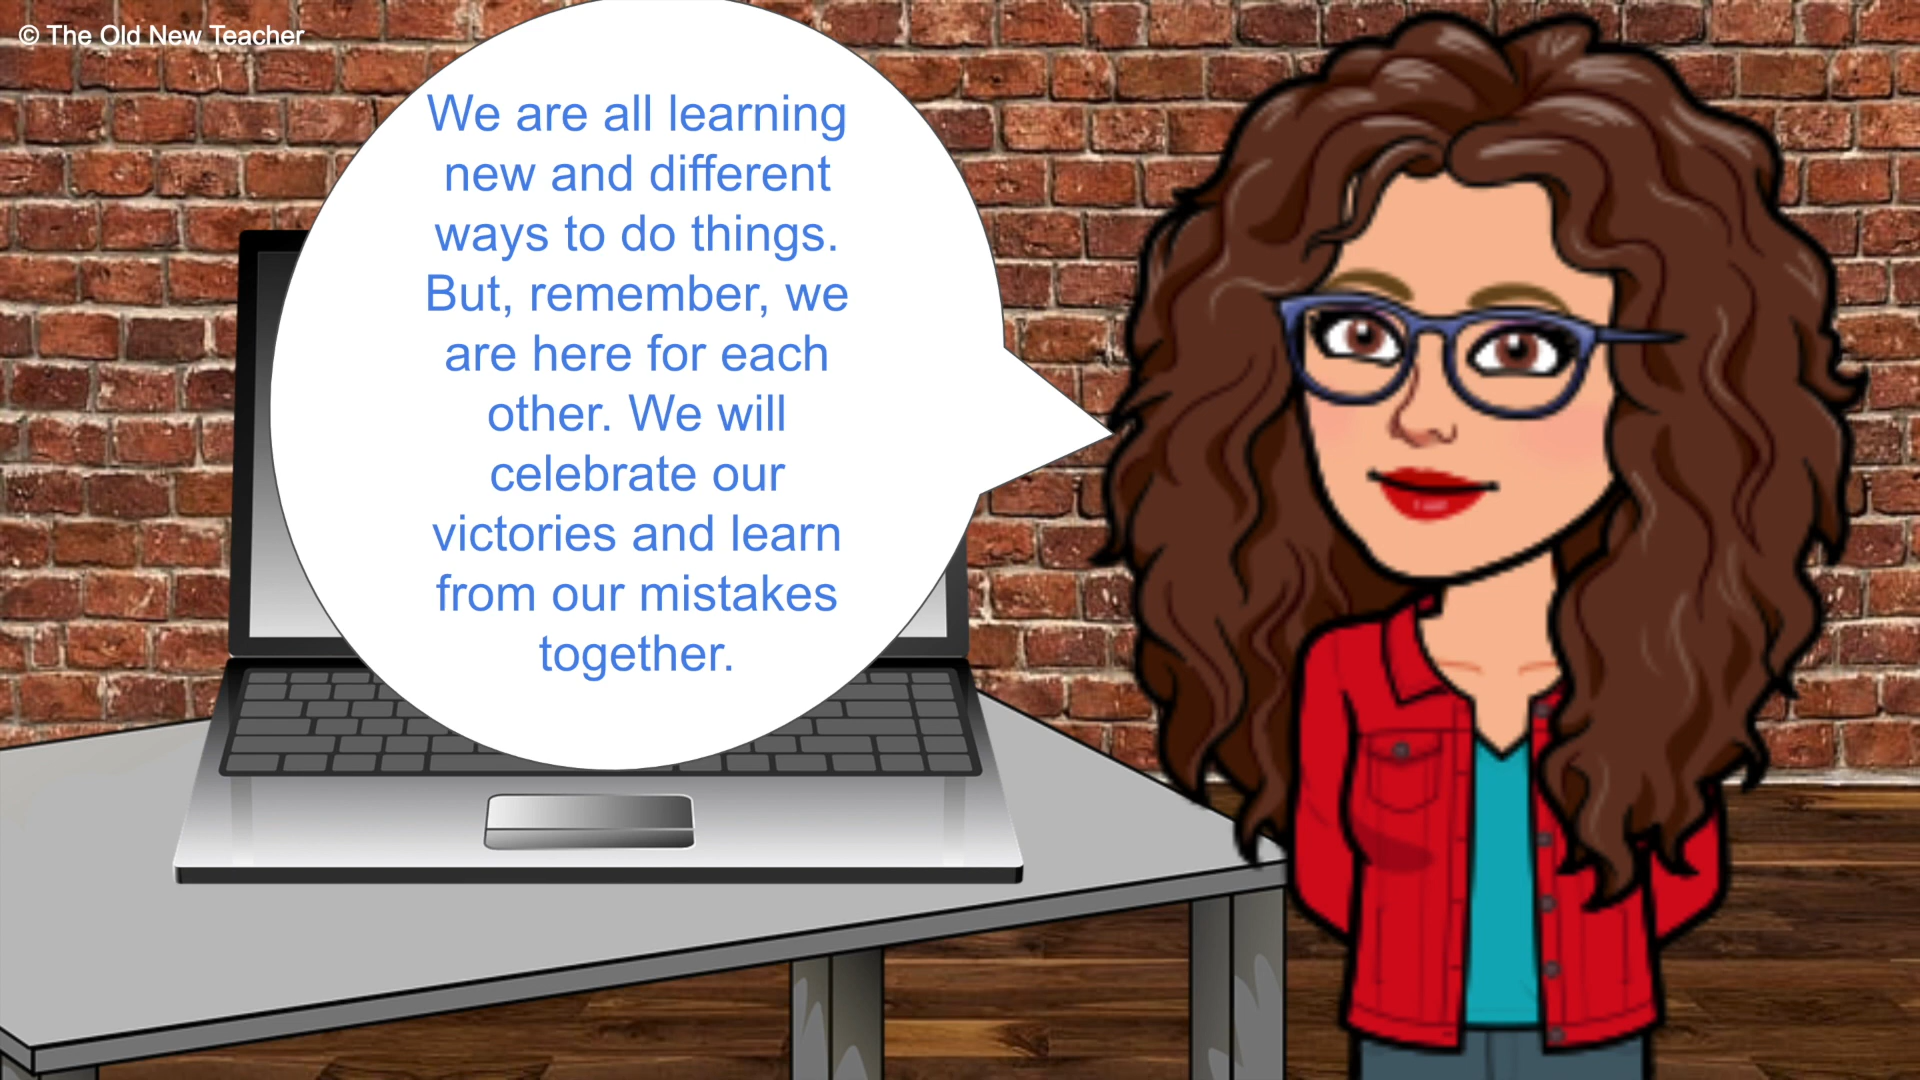 © The Old New Teacher
We are all learning
new and different
ways to do things.
But, remember, we
are here for each
other. We will
celebrate our
victories and learn
from our mistakes
together.